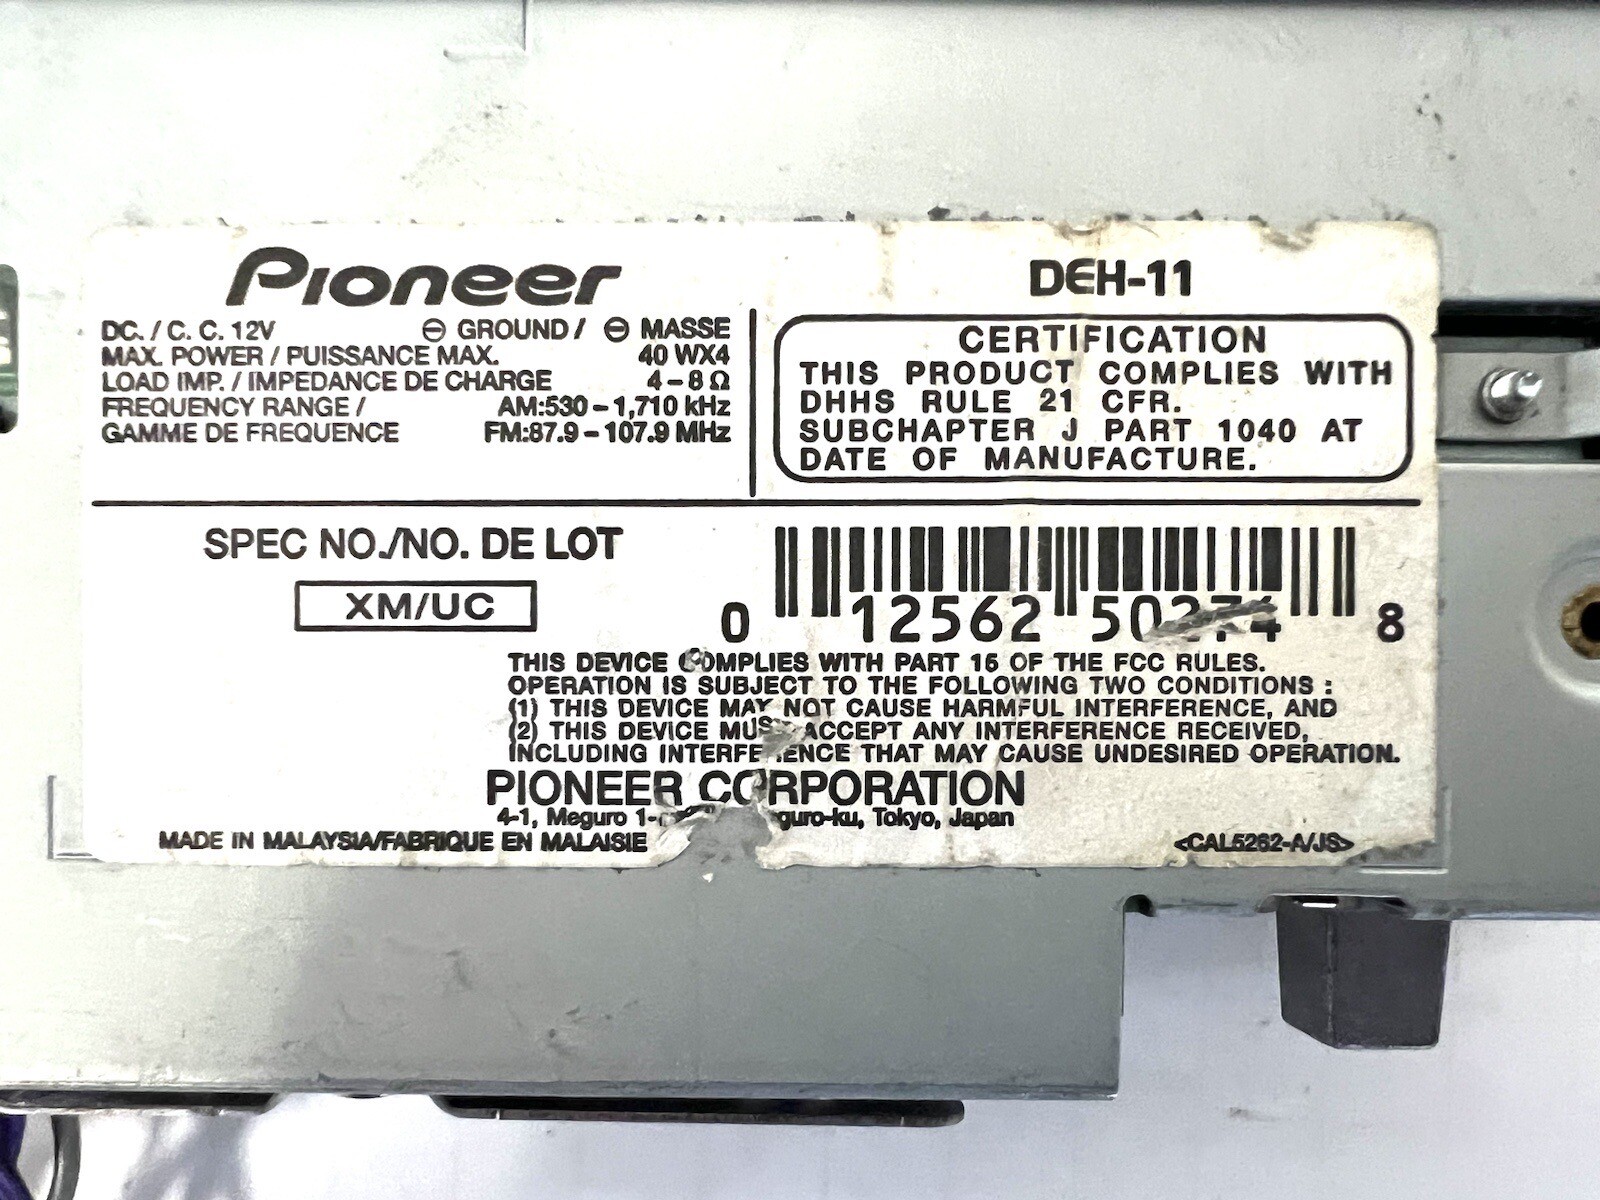 Pioneer
DEH-11
DC. / C. C. 12V ⊖ GROUND / ⊖ MASSE
MAX. POWER / PUISSANCE MAX. 40 WX4
LOAD IMP. / IMPEDANCE DE CHARGE 4–8Ω
FREQUENCY RANGE / AM:530–1,710 kHz
GAMME DE FREQUENCE FM:87.9–107.9 MHz
CERTIFICATION
THIS PRODUCT COMPLIES WITH
DHHS RULE 21 CFR.
SUBCHAPTER J PART 1040 AT
DATE OF MANUFACTURE.
SPEC NO./NO. DE LOT
XM/UC
0 12562 8
THIS DEVICE COMPLIES WITH PART 15 OF THE FCC RULES.
OPERATION IS SUBJECT TO THE FOLLOWING TWO CONDITIONS :
(1) THIS DEVICE MAY NOT CAUSE HARMFUL INTERFERENCE, AND
(2) THIS DEVICE MUST ACCEPT ANY INTERFERENCE RECEIVED,
INCLUDING INTERFERENCE THAT MAY CAUSE UNDESIRED OPERATION.
PIONEER CORPORATION
4-1, Meguro Tokyo, Japan
MADE IN MALAYSIA/FABRIQUE EN MALAISIE
<CAL5262-A/JS>